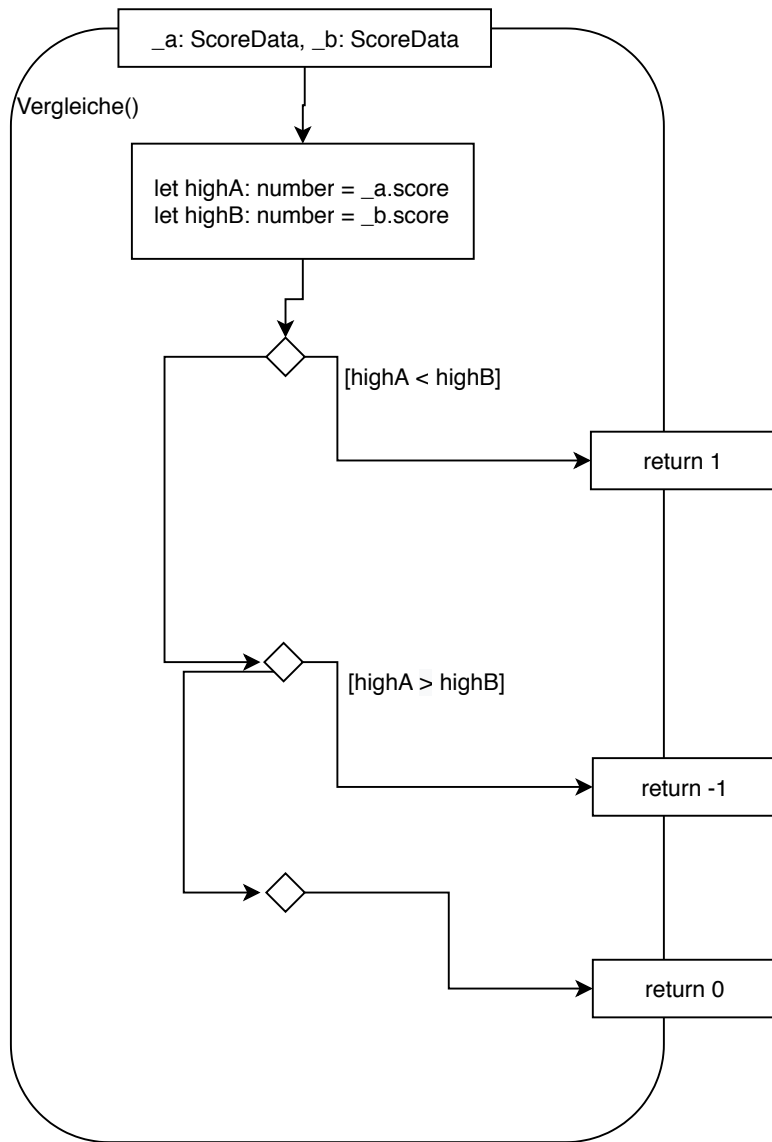 _a: ScoreData, _b: ScoreData
Vergleiche()
let highA: number = _a.score
let highB: number = _b.score
[highA < highB]
return 1
[highA > highB]
return -1
return 0